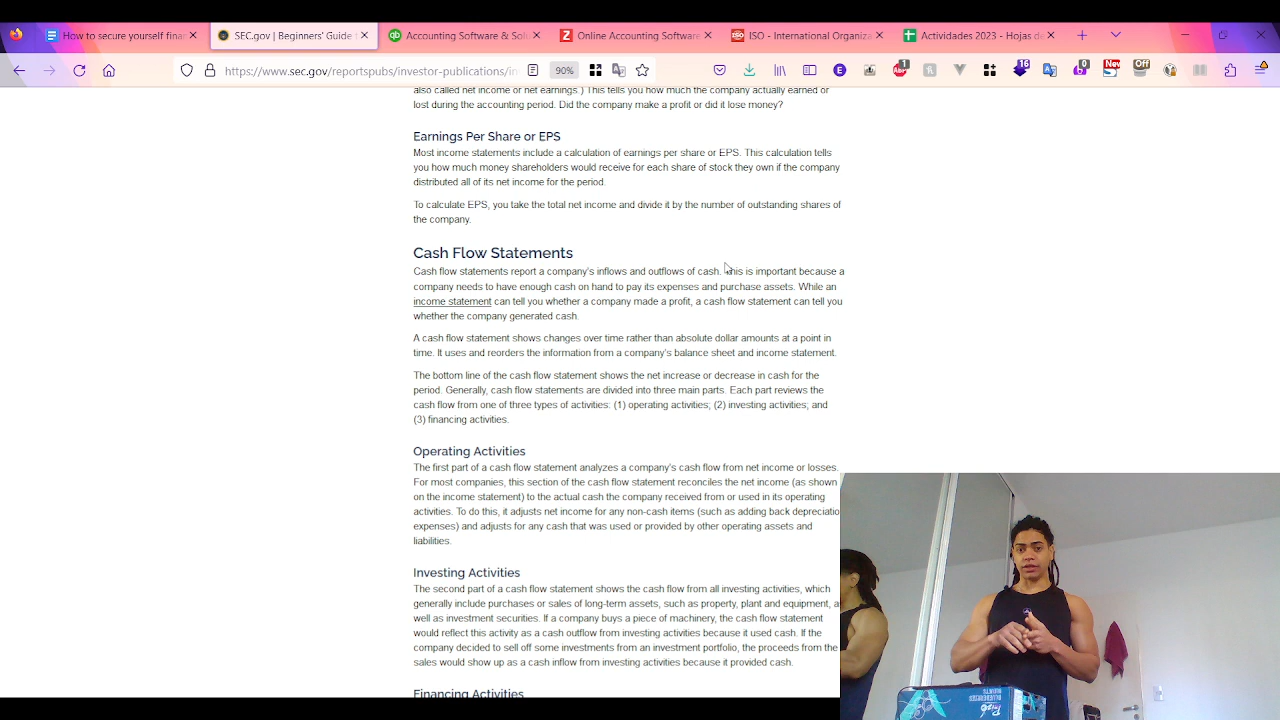 How to secure yourself finan
SEC.gov | Beginners' Guide t
Accounting Software & Solu
Online Accounting Software
ISO - International Organiza
Actividades 2023 - Hojas de
https://www.sec.gov/reportspubs/investor-publications/in
90%
1
16
0
New
Off
also called net income or net earnings.) This tells you how much the company actually earned or
lost during the accounting period. Did the company make a profit or did it lose money?
Earnings Per Share or EPS
Most income statements include a calculation of earnings per share or EPS. This calculation tells
you how much money shareholders would receive for each share of stock they own if the company
distributed all of its net income for the period.
To calculate EPS, you take the total net income and divide it by the number of outstanding shares of
the company.
Cash Flow Statements
Cash flow statements report a company's inflows and outflows of cash. This is important because a
company needs to have enough cash on hand to pay its expenses and purchase assets. While an
income statement can tell you whether a company made a profit, a cash flow statement can tell you
whether the company generated cash.
A cash flow statement shows changes over time rather than absolute dollar amounts at a point in
time. It uses and reorders the information from a company's balance sheet and income statement.
The bottom line of the cash flow statement shows the net increase or decrease in cash for the
period. Generally, cash flow statements are divided into three main parts. Each part reviews the
cash flow from one of three types of activities: (1) operating activities; (2) investing activities; and
(3) financing activities.
Operating Activities
The first part of a cash flow statement analyzes a company's cash flow from net income or losses.
For most companies, this section of the cash flow statement reconciles the net income (as shown
on the income statement) to the actual cash the company received from or used in its operating
activities. To do this, it adjusts net income for any non-cash items (such as adding back depreciatio
expenses) and adjusts for any cash that was used or provided by other operating assets and
liabilities.
Investing Activities
The second part of a cash flow statement shows the cash flow from all investing activities, which
generally include purchases or sales of long-term assets, such as property, plant and equipment, a
well as investment securities. If a company buys a piece of machinery, the cash flow statement
would reflect this activity as a cash outflow from investing activities because it used cash. If the
company decided to sell off some investments from an investment portfolio, the proceeds from the
sales would show up as a cash inflow from investing activities because it provided cash.
Financing Activities